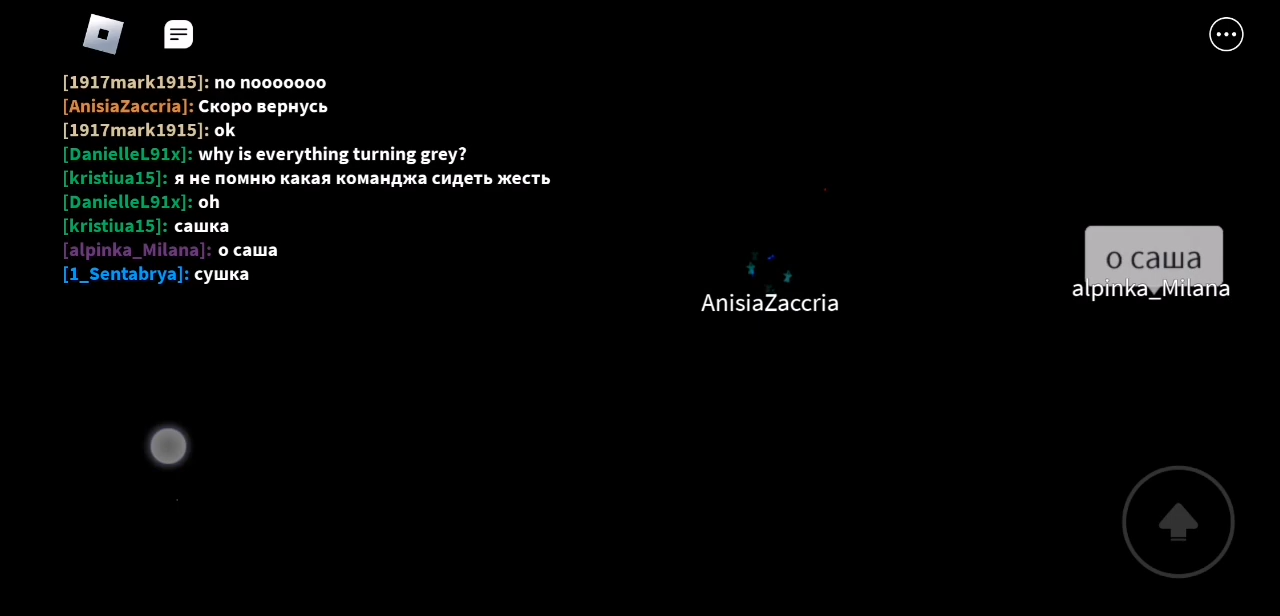 [1917mark1915]: no nooooooo
[AnisiaZaccria]: Скоро вернусь
[1917mark1915]: ok
[DanielleL91x]: why is everything turning grey?
[kristiua15]: я не помню какая команджа сидеть жесть
[DanielleL91x]: oh
[kristiua15]: сашка
[alpinka_Milana]: о саша
[1_Sentabrya]: сушка
о саша
alpinka_Milana
AnisiaZaccria